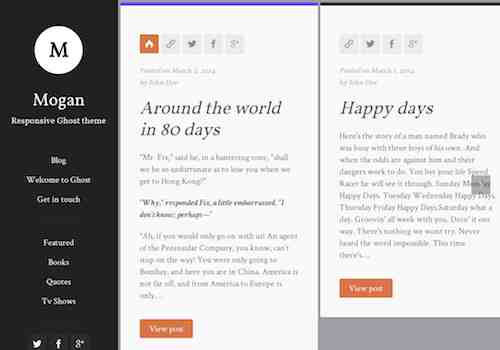 M
Mogan
Responsive Ghost theme
Blog
Welcome to Ghost
Get in touch
Featured
Books
Quotes
Tv Shows
Posted on March 2, 2014
by John Doe
Around the world
in 80 days
"Mr. Fix," said he, in a bantering tone, "shall
we be so unfortunate as to lose you when we
get to Hong Kong?"
"Why," responded Fix, a little embarrassed, "I
don't know; perhaps—"
"Ah, if you would only go on with us! An agent
of the Peninsular Company, you know, can't
stop on the way! You were only going to
Bombay, and here you are in China. America is
not far off, and from America to Europe is
only…
View post
by John Doe
Happy days
Here's the story of a man named Brady who
was busy with three boys of his own. And
when the odds are against him and their
dangers work to do. You bet your life Speed
Racer he will see it through. Sunday
Happy Days, Tuesday Wednesday Happy Days,
Thursday Friday Happy Days, Saturday what a
day. Groovin' all week with you. Doin' it our
way. There's nothing we wont try. Never
heard the word impossible. This time
there's…
View post